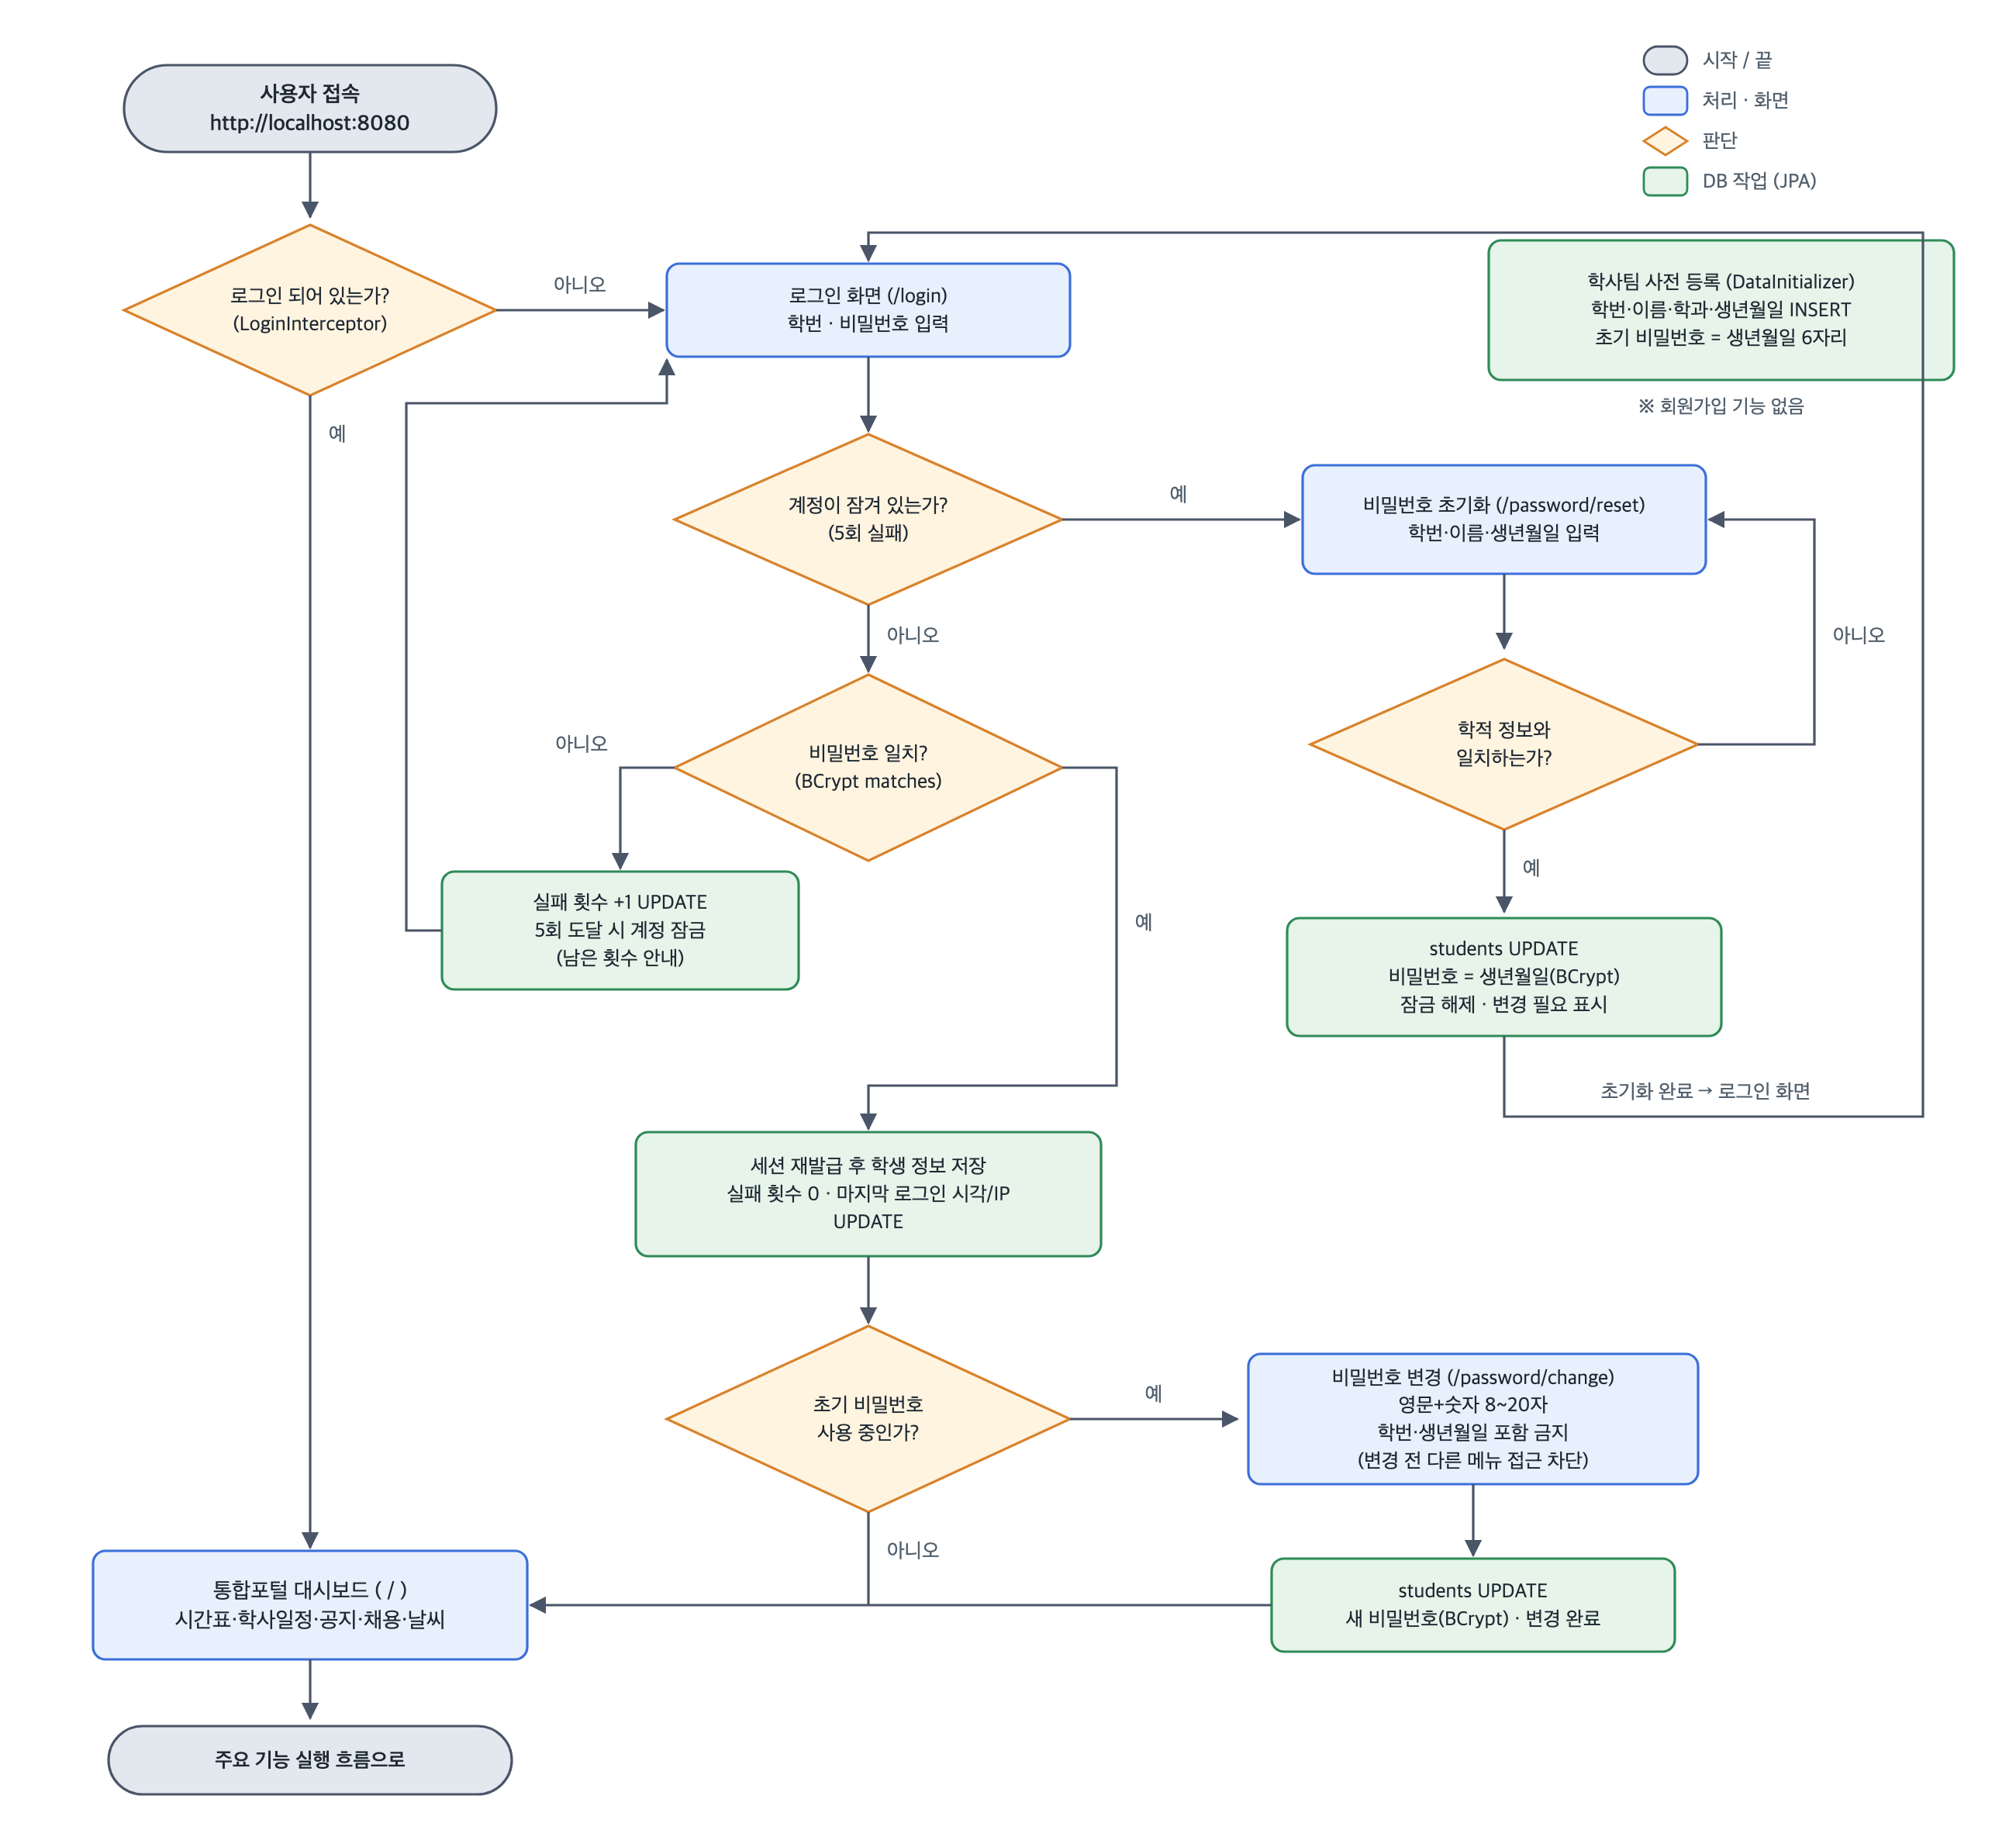 사용자 접속
http://localhost:8080
시작 / 끝
처리 · 화면
판단
DB 작업 (JPA)
로그인 되어 있는가?
(LoginInterceptor)
아니오
예
로그인 화면 (/login)
학번 · 비밀번호 입력
학사팀 사전 등록 (DataInitializer)
학번·이름·학과·생년월일 INSERT
초기 비밀번호 = 생년월일 6자리
※ 회원가입 기능 없음
계정이 잠겨 있는가?
(5회 실패)
예
아니오
비밀번호 초기화 (/password/reset)
학번·이름·생년월일 입력
아니오
학적 정보와
일치하는가?
예
비밀번호 일치?
(BCrypt matches)
아니오
예
실패 횟수 +1 UPDATE
5회 도달 시 계정 잠금
(남은 횟수 안내)
students UPDATE
비밀번호 = 생년월일(BCrypt)
잠금 해제 · 변경 필요 표시
초기화 완료 → 로그인 화면
세션 재발급 후 학생 정보 저장
실패 횟수 0 · 마지막 로그인 시각/IP
UPDATE
초기 비밀번호
사용 중인가?
예
아니오
비밀번호 변경 (/password/change)
영문+숫자 8~20자
학번·생년월일 포함 금지
(변경 전 다른 메뉴 접근 차단)
students UPDATE
새 비밀번호(BCrypt) · 변경 완료
통합포털 대시보드 ( / )
시간표·학사일정·공지·채용·날씨
주요 기능 실행 흐름으로